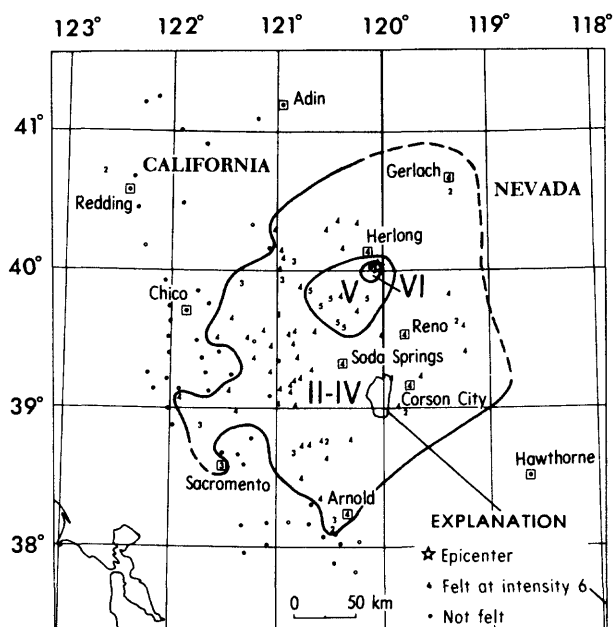 123° 122° 121° 120° 119° 118°
Adin
41°
CALIFORNIA
Gerlach
NEVADA
Redding
Herlong
40°
V VI
Chico
Reno
Soda Springs
II-IV
Corson City
39°
Sacromento
Hawthorne
Arnold
EXPLANATION
38°
Epicenter
4 Felt at intensity 6
0 50 km
Not felt